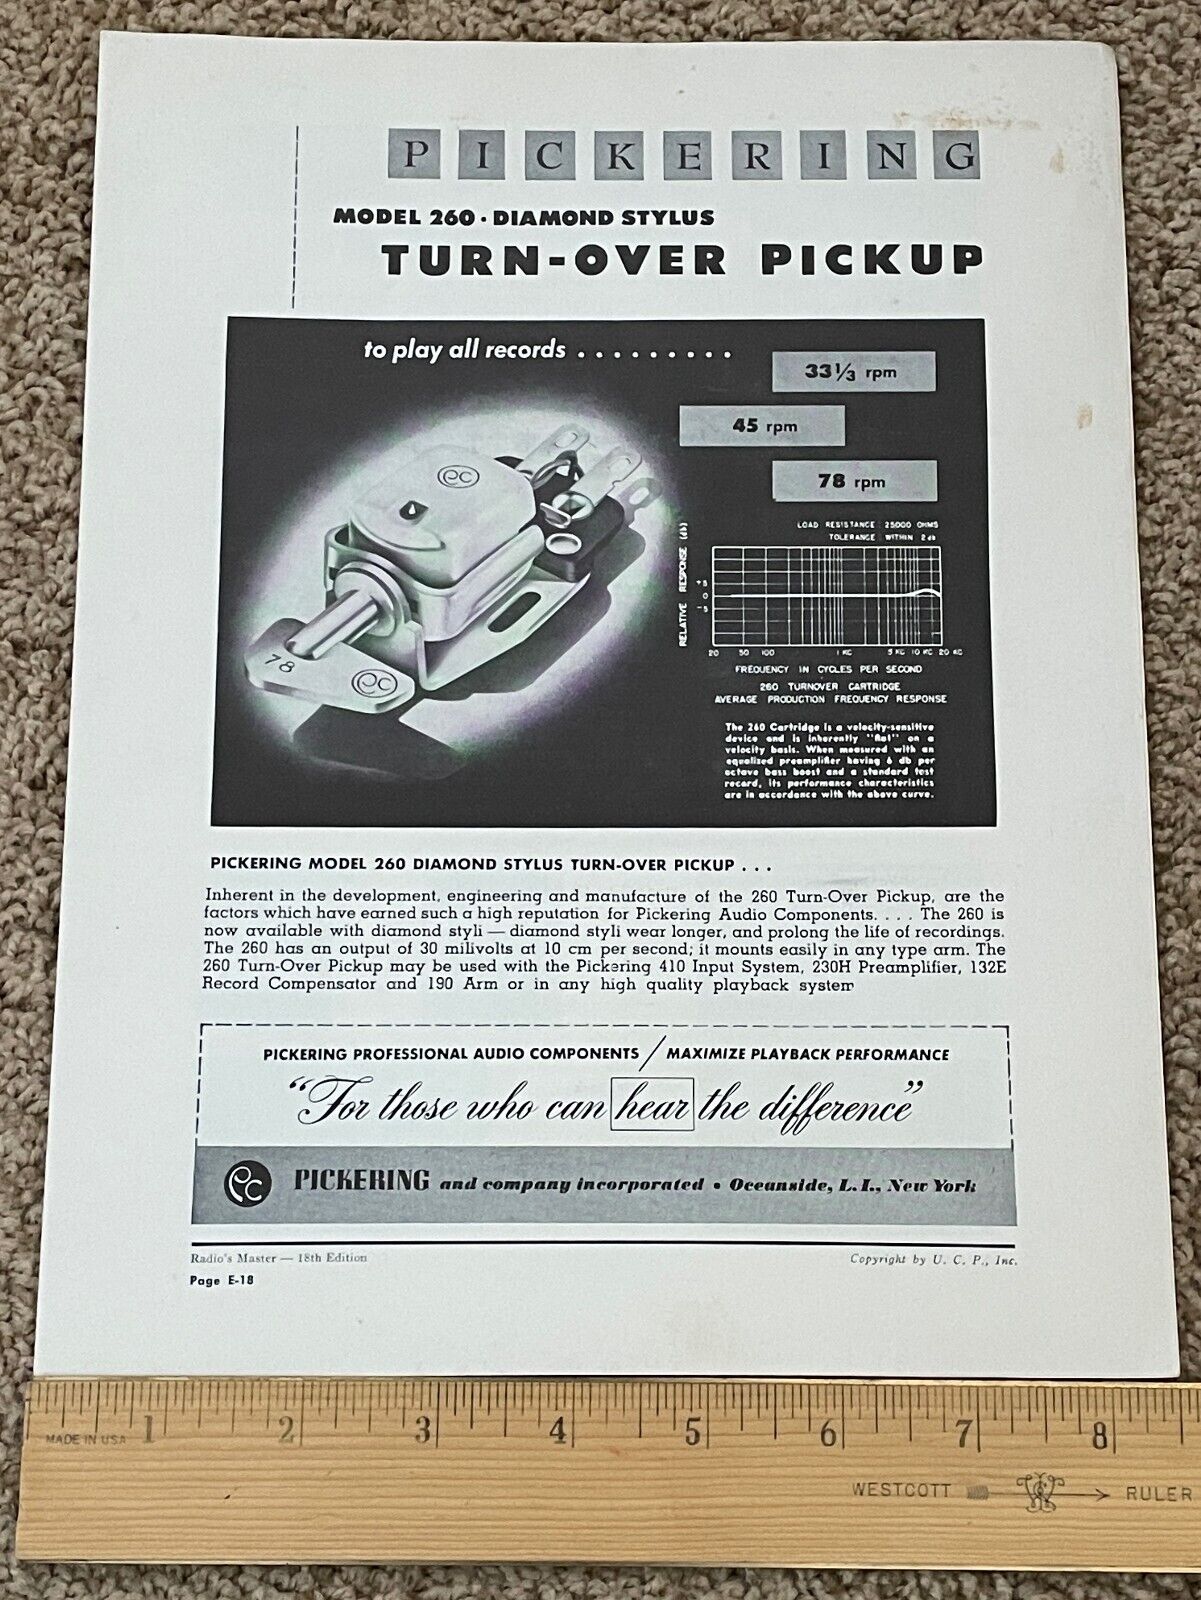 PICKERING
MODEL 260 · DIAMOND STYLUS
TURN-OVER PICKUP
to play all records . . . . . . . . .
33 1/3 rpm
45 rpm
78 rpm
PC
78
PC
LOAD RESISTANCE 25000 OHMS
TOLERANCE WITHIN 2 db
RELATIVE RESPONSE (db)
+5
0
-5
20 50 100 1 KC 5 KC 10 KC 20 KC
FREQUENCY IN CYCLES PER SECOND
260 TURNOVER CARTRIDGE
AVERAGE PRODUCTION FREQUENCY RESPONSE
The 260 Cartridge is a velocity-sensitive
device and is inherently "flat" on a
velocity basis. When measured with an
equalized preamplifier having 6 db per
octave bass boost and a standard test
record, its performance characteristics
are in accordance with the above curve.
PICKERING MODEL 260 DIAMOND STYLUS TURN-OVER PICKUP . . .
Inherent in the development, engineering and manufacture of the 260 Turn-Over Pickup, are the
factors which have earned such a high reputation for Pickering Audio Components. . . . The 260 is
now available with diamond styli — diamond styli wear longer, and prolong the life of recordings.
The 260 has an output of 30 milivolts at 10 cm per second; it mounts easily in any type arm. The
260 Turn-Over Pickup may be used with the Pickering 410 Input System, 230H Preamplifier, 132E
Record Compensator and 190 Arm or in any high quality playback system
PICKERING PROFESSIONAL AUDIO COMPONENTS / MAXIMIZE PLAYBACK PERFORMANCE
"For those who can hear the difference"
PC PICKERING and company incorporated • Oceanside, L. I., New York
Radio's Master — 18th Edition
Copyright by U. C. P., Inc.
Page E-18
1 2 3 4 5 6 7 8
MADE IN USA
WESTCOTT RULER